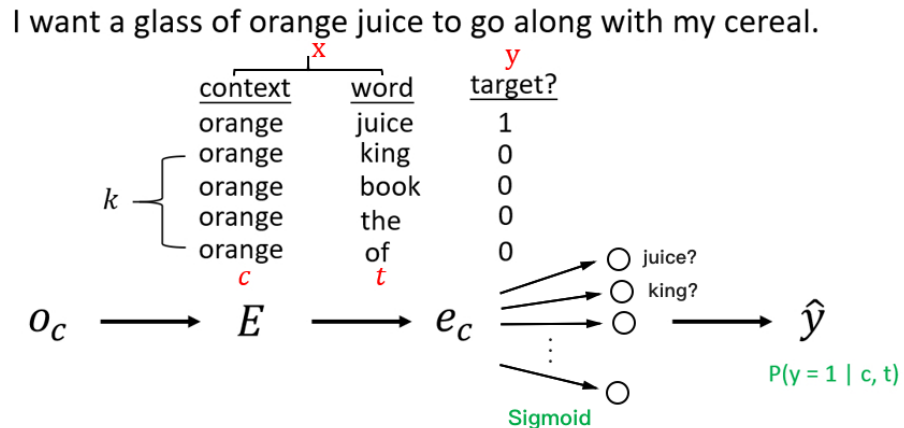 I want a glass of orange juice to go along with my cereal.
x
y
context word target?
orange juice 1
orange king 0
orange book 0
k
orange the 0
orange of 0
c t
juice?
king?
o_c E e_c ŷ
P(y = 1 | c, t)
Sigmoid